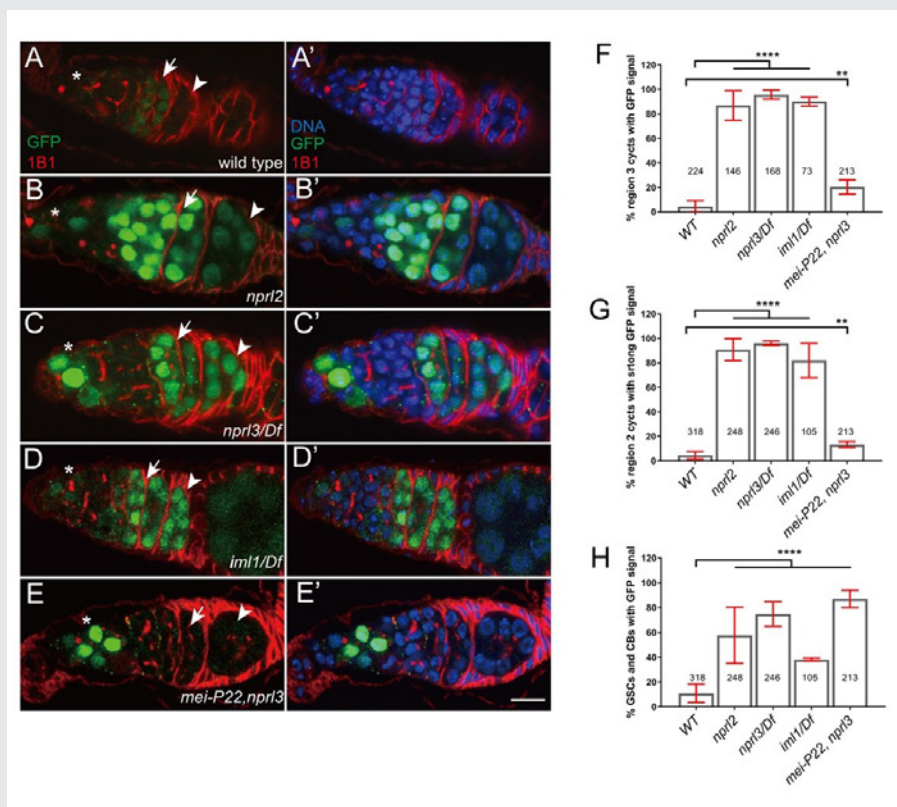 A
*
GFP
1B1
wild type
A'
DNA
GFP
1B1
B
*
nprl2
B'
C
*
nprl3/Df
C'
D
*
iml1/Df
D'
E
*
mei-P22,nprl3
E'
F
****
**
% region 3 cycts with GFP signal
120
100
80
60
40
20
0
224
146
168
73
213
WT
nprl2
nprl3/Df
iml1/Df
mei-P22, nprl3
G
****
**
% region 2 cycts with srtong GFP signal
120
100
80
60
40
20
0
318
248
246
105
213
WT
nprl2
nprl3/Df
iml1/Df
mei-P22, nprl3
H
****
% GSCs and CBs with GFP signal
120
100
80
60
40
20
0
318
248
246
105
213
WT
nprl2
nprl3/Df
iml1/Df
mei-P22, nprl3